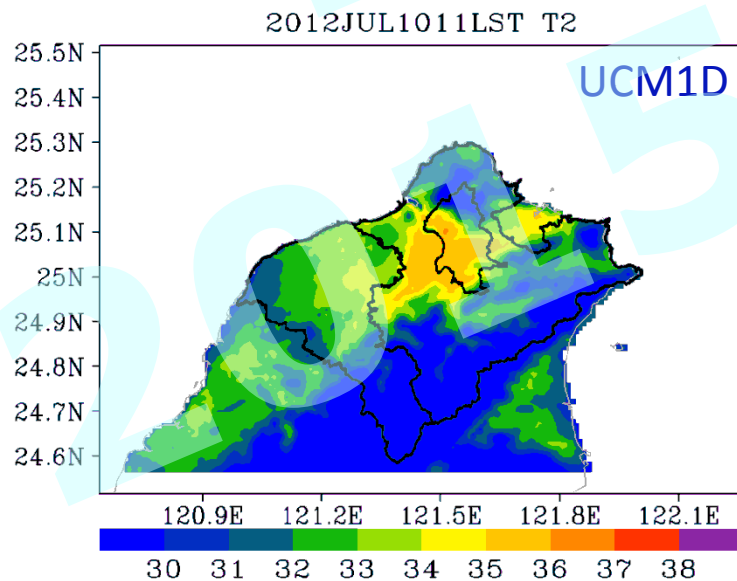 2012JUL1011LST T2
25.5N
UCM1D
25.4N
25.3N
25.2N
25.1N
25N
24.9N
24.8N
24.7N
24.6N
120.9E 121.2E 121.5E 121.8E 122.1E
30 31 32 33 34 35 36 37 38
2015